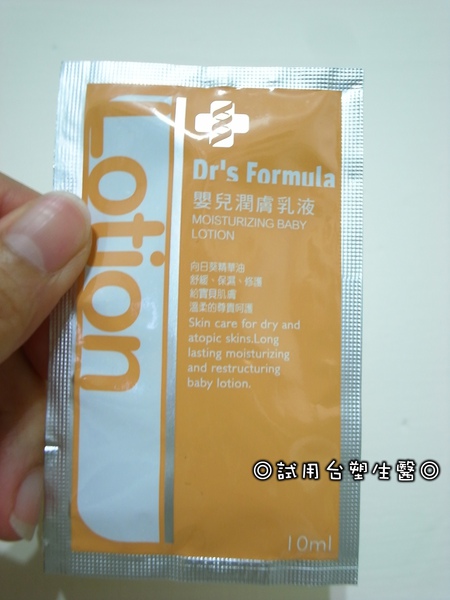 Lotion
Dr's Formula
嬰兒潤膚乳液
MOISTURIZING BABY
LOTION
向日葵精華油
舒緩、保濕、修護
給寶貝肌膚
溫柔的尊貴呵護
Skin care for dry and
atopic skins.Long
lasting moisturizing
and restructuring
baby lotion.
◎試用台塑生醫◎
10ml